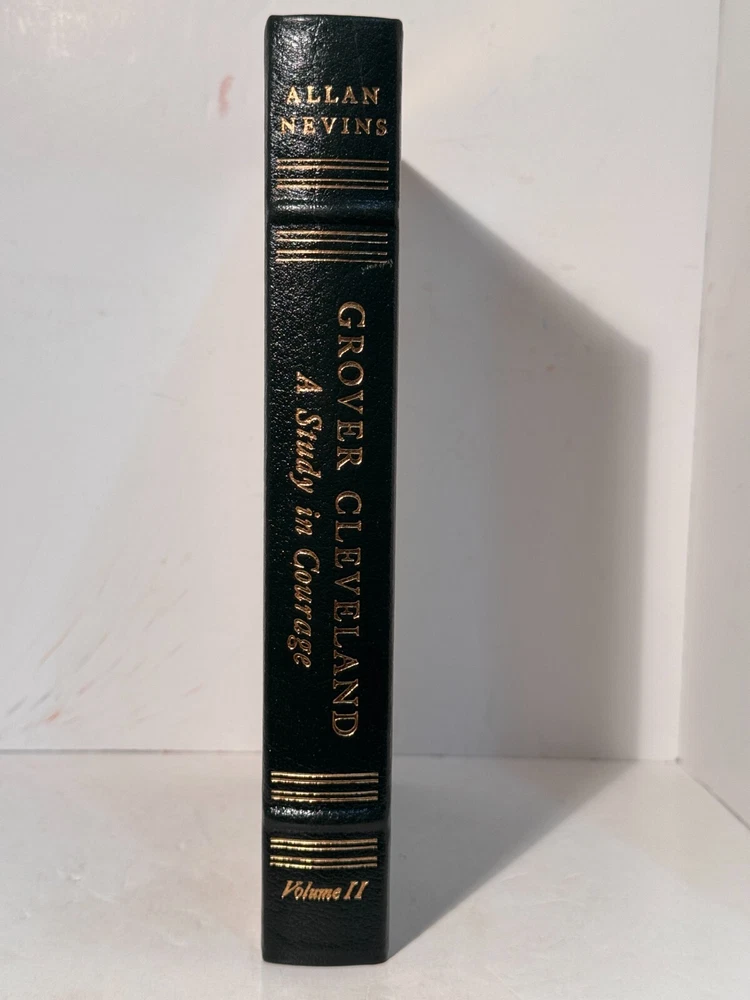 ALLAN
NEVINS
GROVER CLEVELAND
A Study in Courage
Volume II